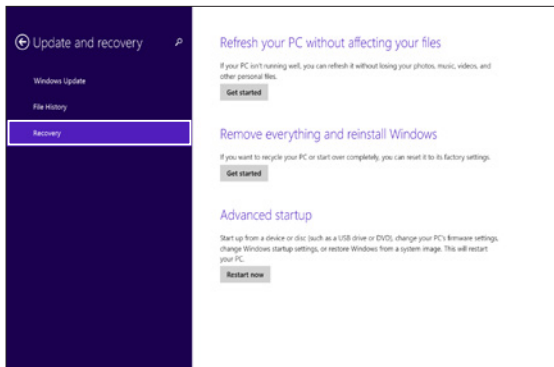 Update and recovery
Windows Update
File History
Recovery
Refresh your PC without affecting your files
If your PC isn't running well, you can refresh it without losing your photos, music, videos, and
other personal files.
Get started
Remove everything and reinstall Windows
If you want to recycle your PC or start over completely, you can reset it to its factory settings.
Get started
Advanced startup
Start up from a device or disc (such as a USB drive or DVD), change your PC's firmware settings,
change Windows startup settings, or restore Windows from a system image. This will restart
your PC.
Restart now